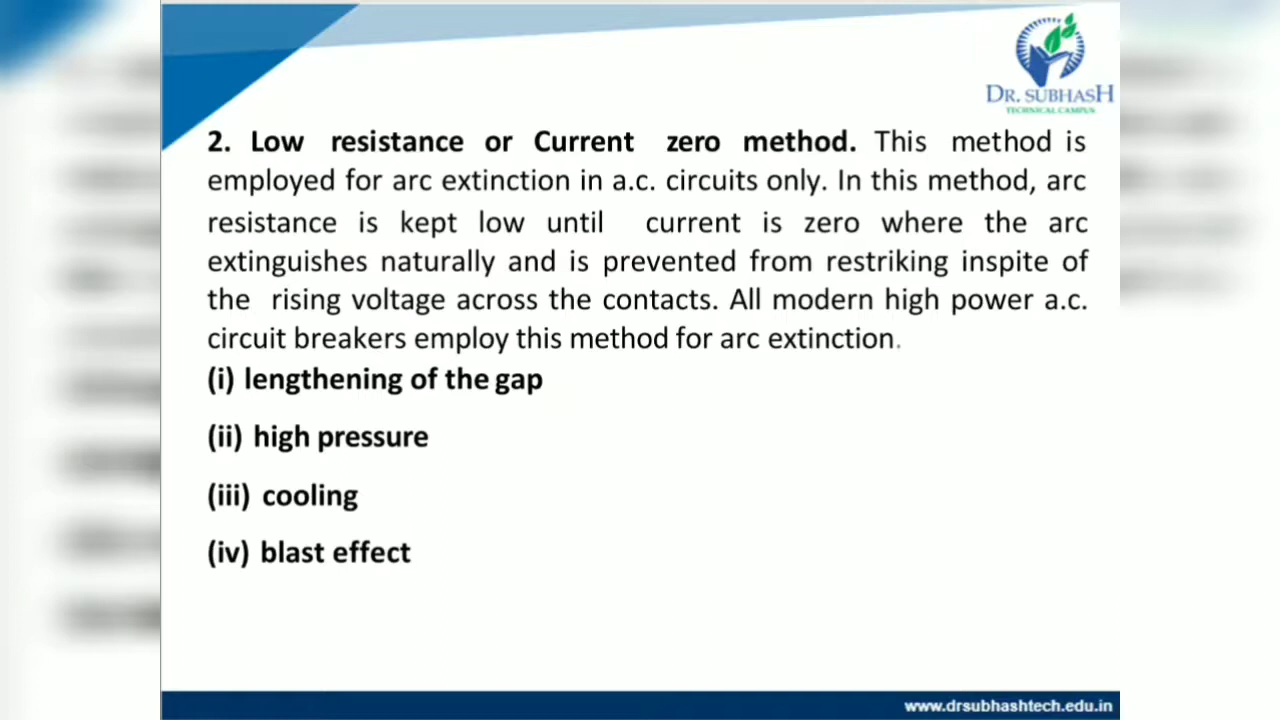 DR. SUBHASH
TECHNICAL CAMPUS
2. Low resistance or Current zero method. This method is
employed for arc extinction in a.c. circuits only. In this method, arc
resistance is kept low until current is zero where the arc
extinguishes naturally and is prevented from restriking inspite of
the rising voltage across the contacts. All modern high power a.c.
circuit breakers employ this method for arc extinction.
(i) lengthening of the gap
(ii) high pressure
(iii) cooling
(iv) blast effect
www.drsubhashtech.edu.in